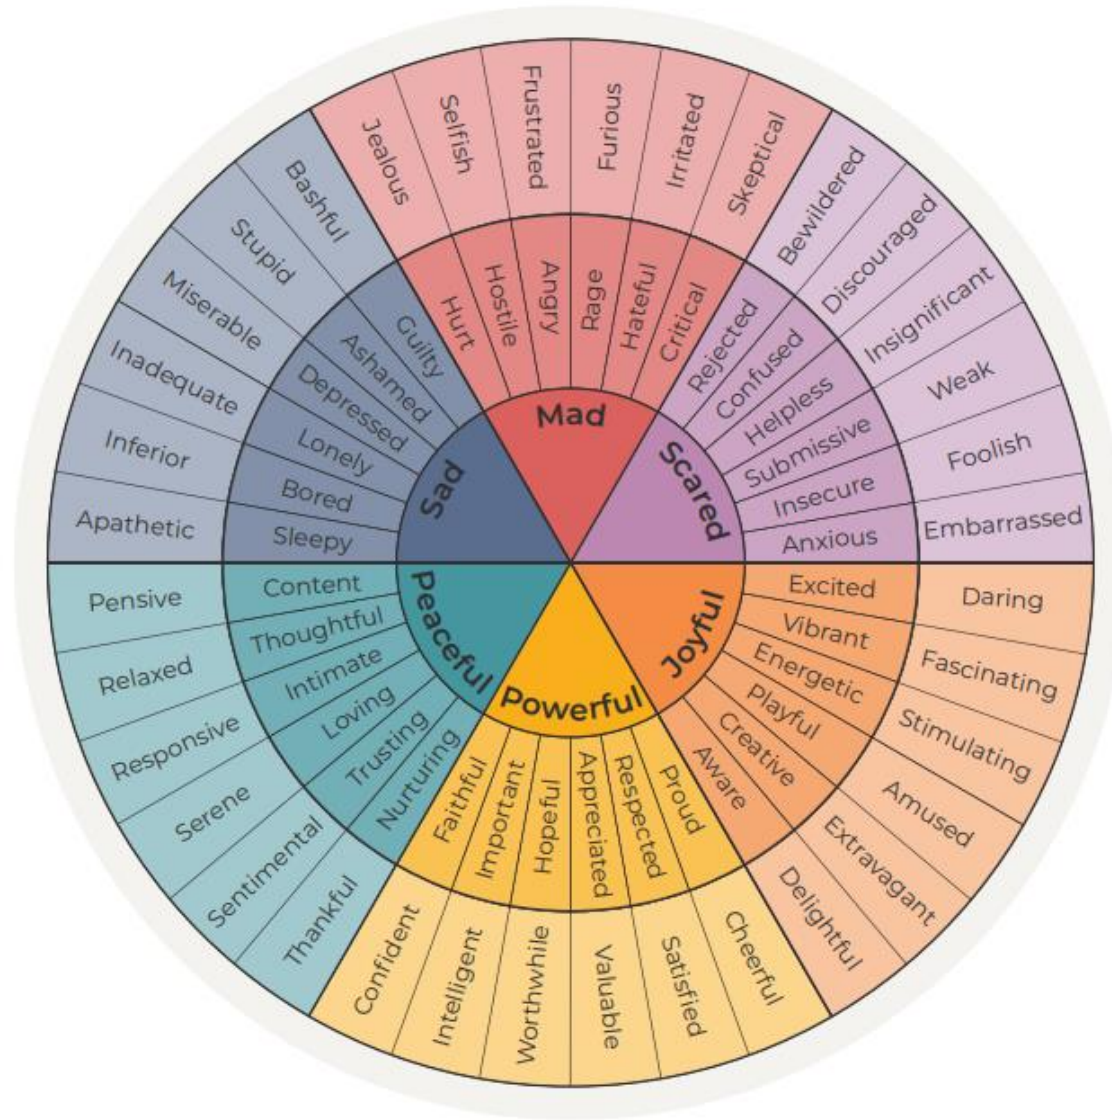 Mad
Scared
Joyful
Powerful
Peaceful
Sad
Hurt
Hostile
Angry
Rage
Hateful
Critical
Rejected
Confused
Helpless
Submissive
Insecure
Anxious
Excited
Vibrant
Energetic
Playful
Creative
Aware
Proud
Respected
Appreciated
Hopeful
Important
Faithful
Nurturing
Trusting
Loving
Intimate
Thoughtful
Content
Sleepy
Bored
Lonely
Depressed
Ashamed
Guilty
Jealous
Selfish
Frustrated
Furious
Irritated
Skeptical
Bewildered
Discouraged
Insignificant
Weak
Foolish
Embarrassed
Daring
Fascinating
Stimulating
Amused
Extravagant
Delightful
Cheerful
Satisfied
Valuable
Worthwhile
Intelligent
Confident
Thankful
Sentimental
Serene
Responsive
Relaxed
Pensive
Apathetic
Inferior
Inadequate
Miserable
Stupid
Bashful